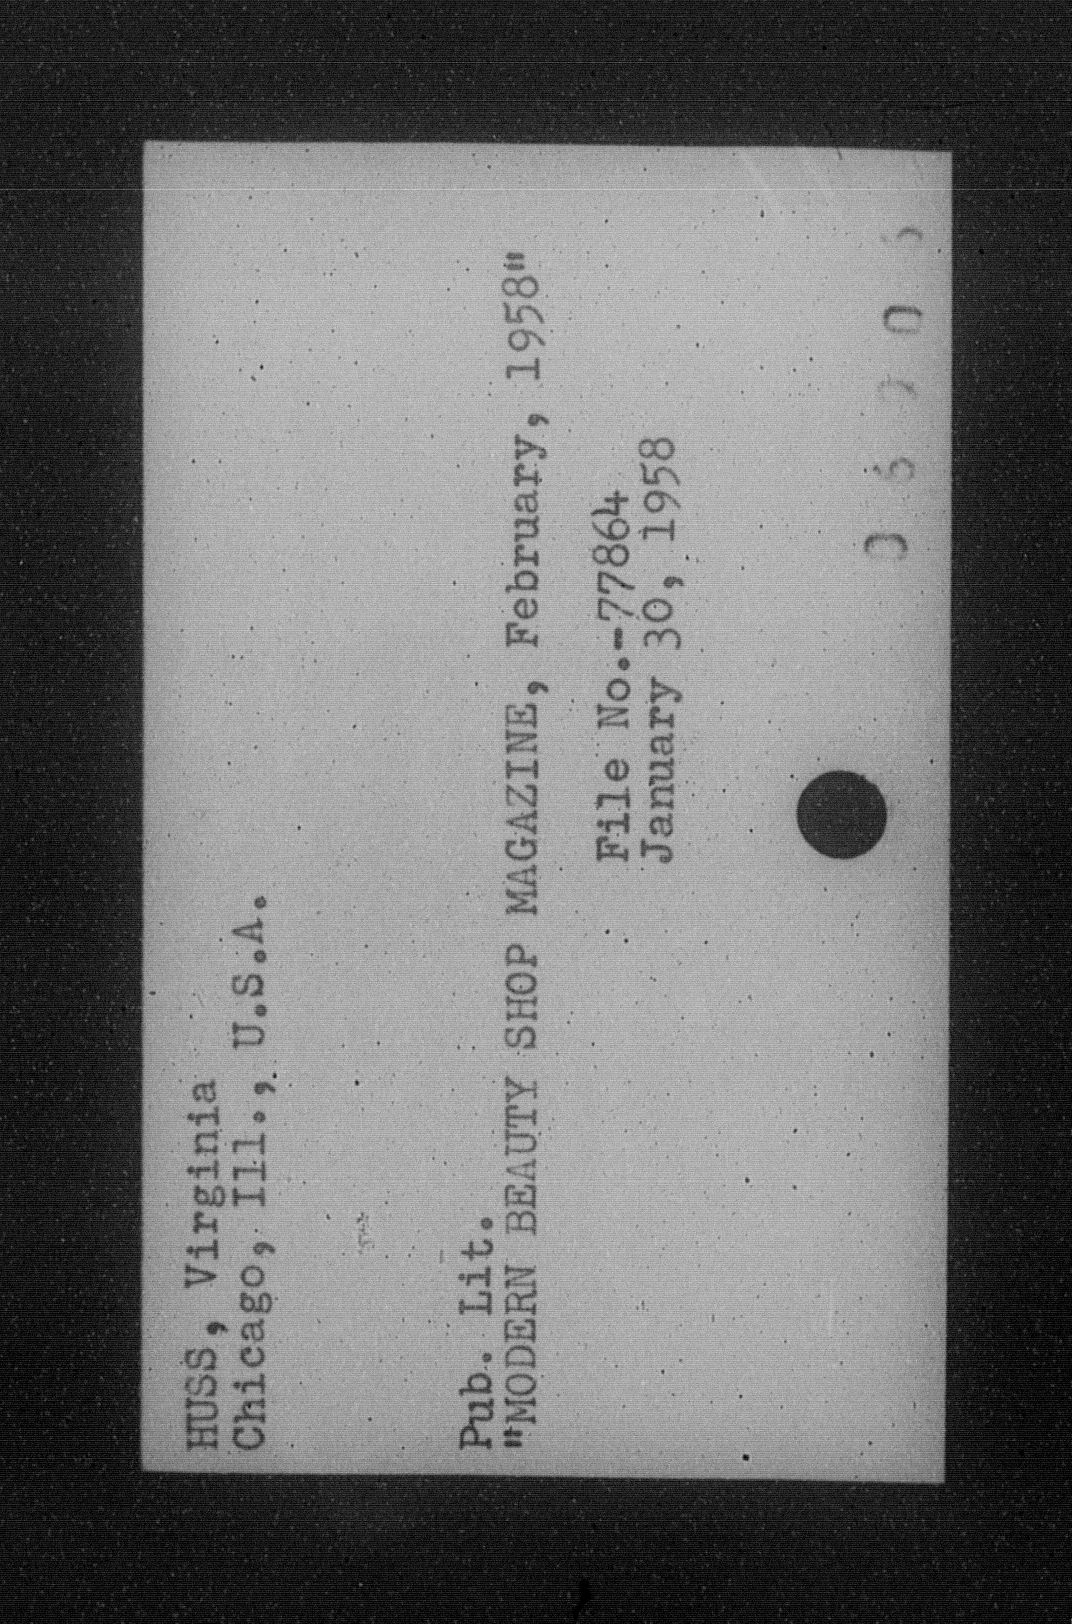 HUSS, Virginia
Chicago, Ill., U.S.A.
Pub. Lit.
"MODERN BEAUTY SHOP MAGAZINE, February, 1958"
File No.-77864
January 30, 1958